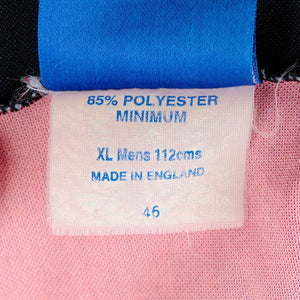 85% POLYESTER
MINIMUM
XL Mens 112cms
MADE IN ENGLAND
46